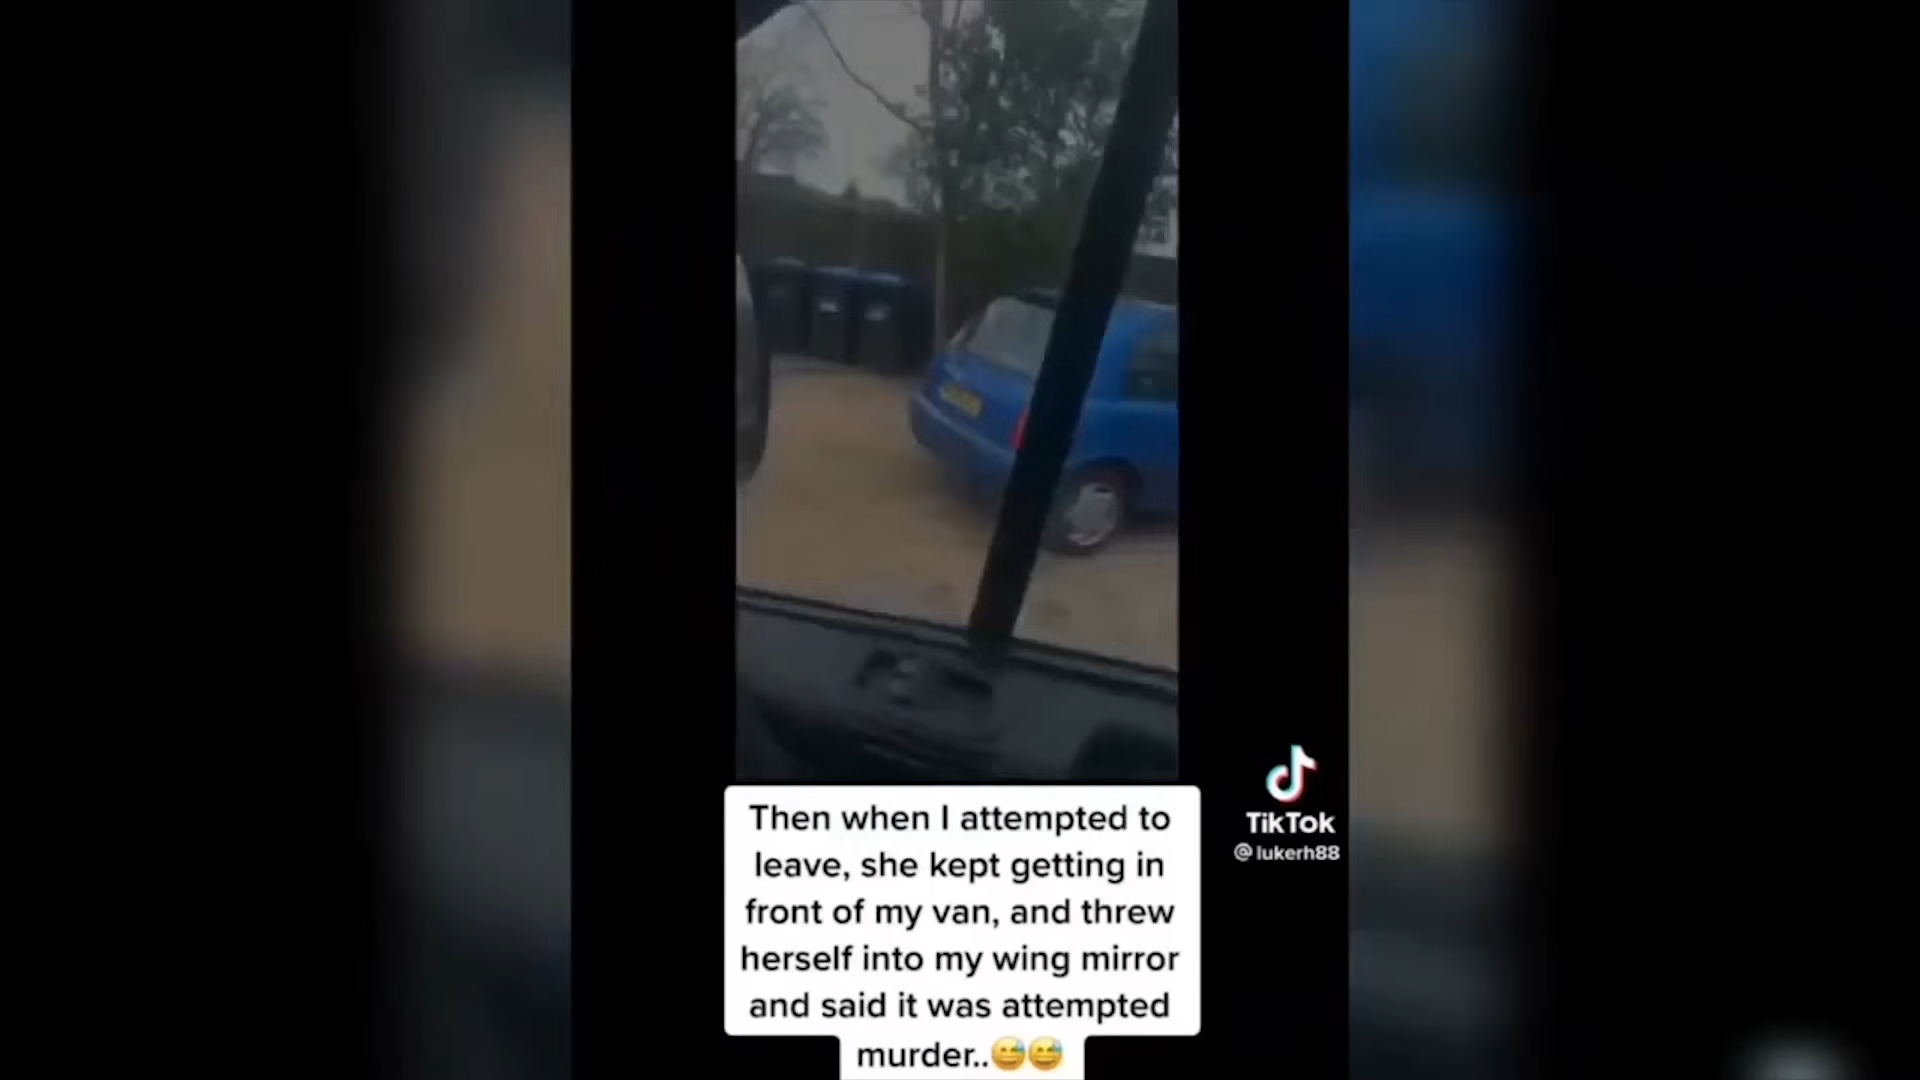 Then when I attempted to
leave, she kept getting in
front of my van, and threw
herself into my wing mirror
and said it was attempted
murder..😅😅
TikTok
@lukerh88